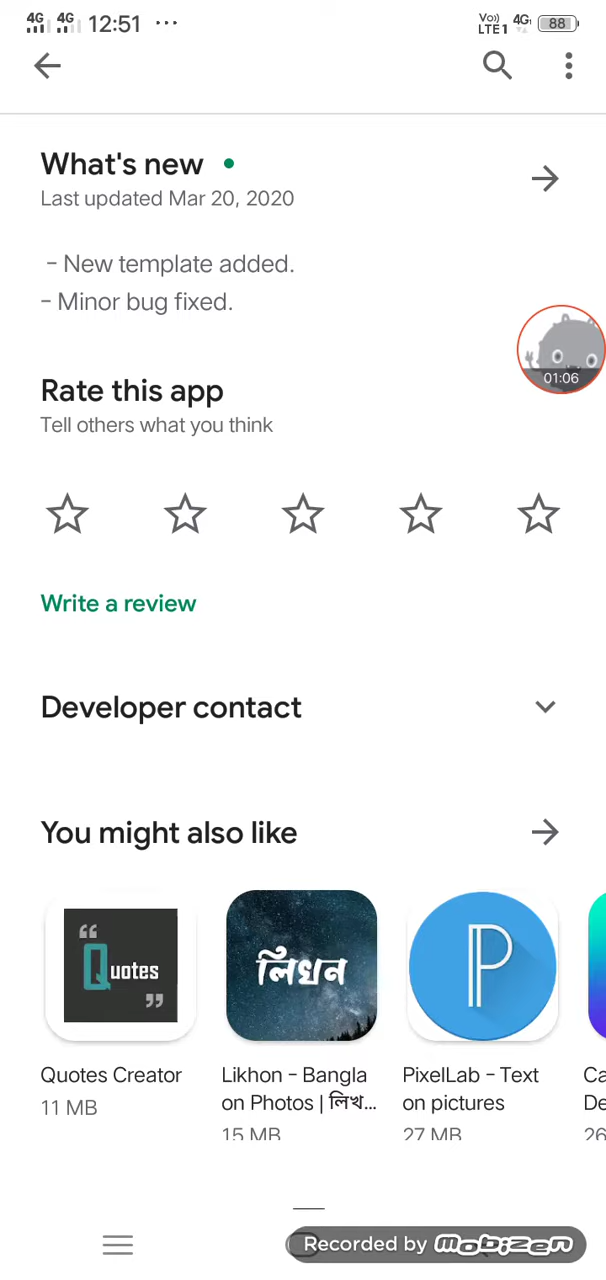 4G 4G 12:51 ... Vo) LTE1 4G 88
What's new
Last updated Mar 20, 2020
- New template added.
- Minor bug fixed.
01:06
Rate this app
Tell others what you think
Write a review
Developer contact
You might also like
“ Quotes ”
লিখন
P
Quotes Creator
11 MB
Likhon - Bangla
on Photos | লিখ...
15 MB
PixelLab - Text
on pictures
27 MB
Ca
De
26
Recorded by mobizen